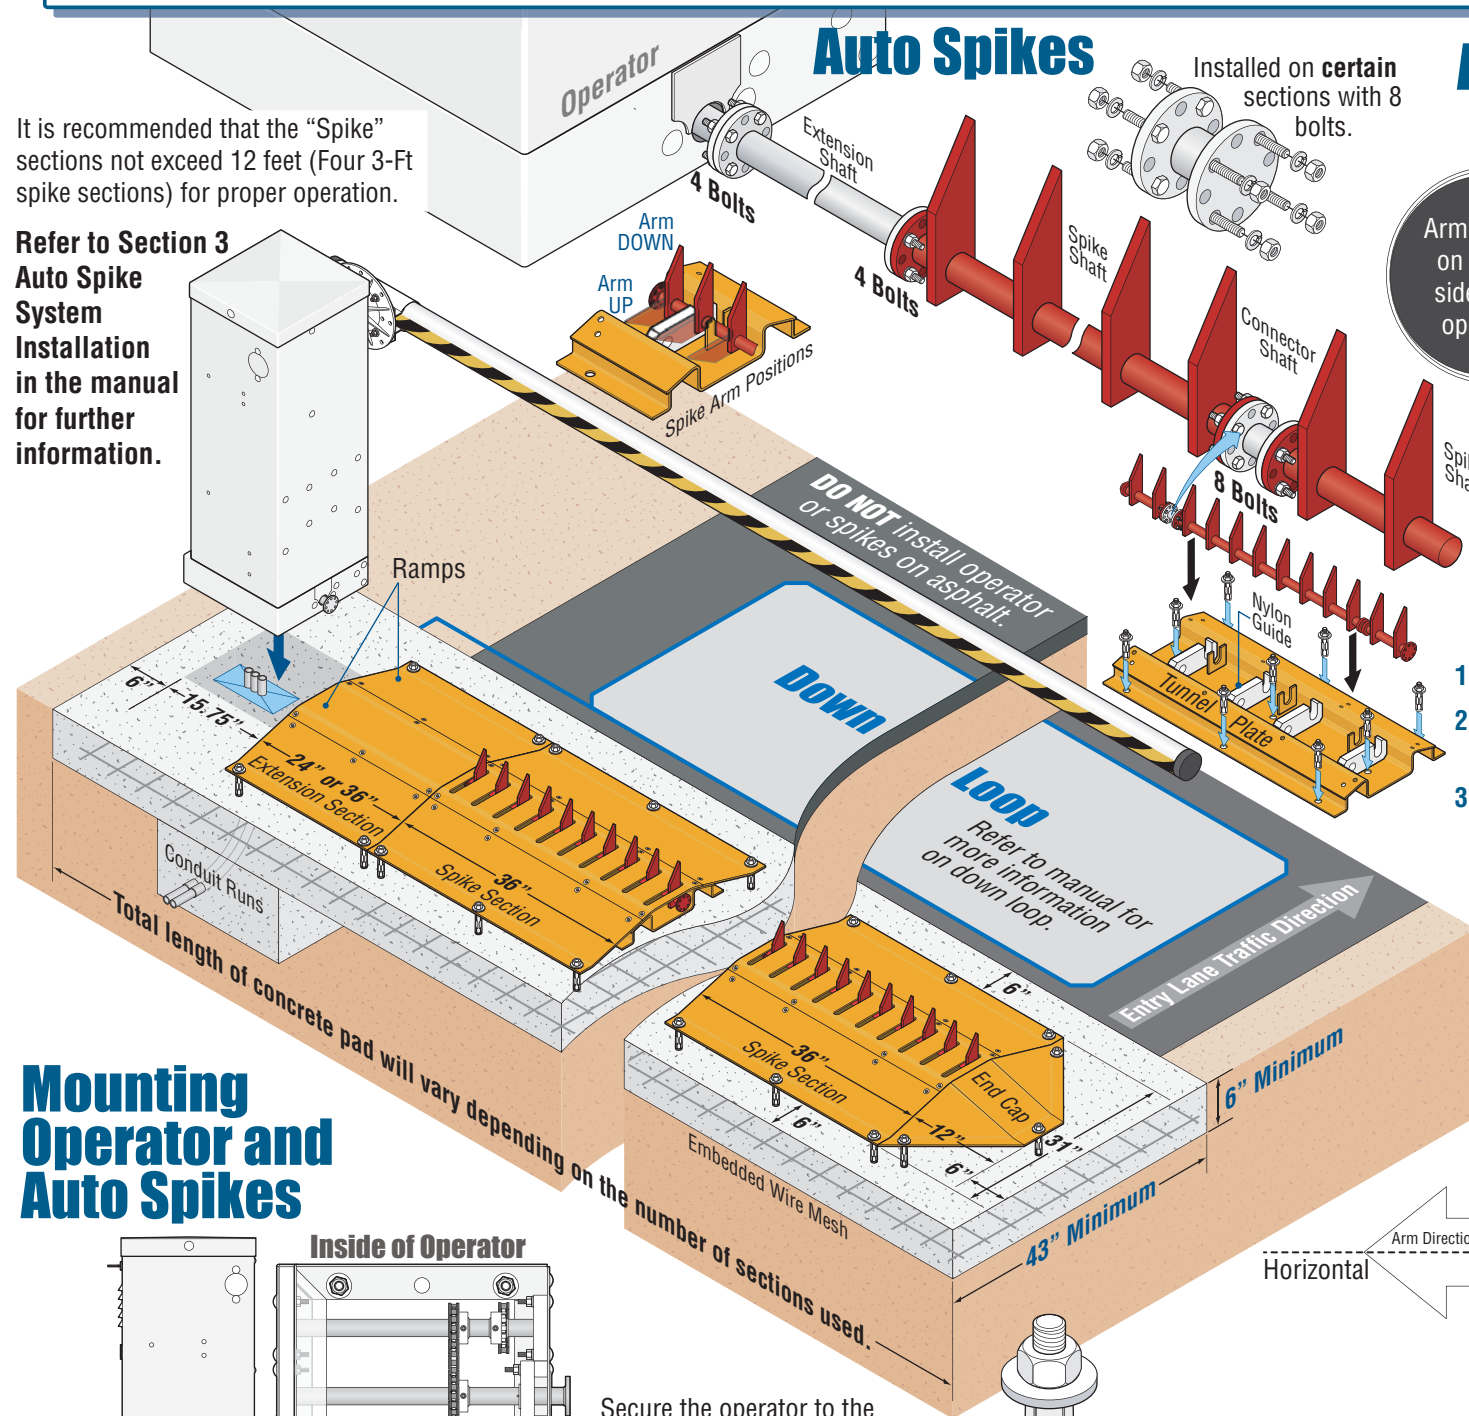 Auto Spikes
Operator
Installed on certain
sections with 8
bolts.
It is recommended that the “Spike”
sections not exceed 12 feet (Four 3-Ft
spike sections) for proper operation.
Refer to Section 3
Auto Spike
System
Installation
in the manual
for further
information.
4 Bolts
Extension
Shaft
4 Bolts
Spike
Shaft
Connector
Shaft
8 Bolts
Arm
DOWN
Arm
UP
Spike Arm Positions
Arm
on
Nylon
Guide
Tunnel Plate
1
2
3
DO NOT install operator
or spikes on asphalt.
Ramps
Down
Loop
Refer to manual for
more information
on down loop.
Entry Lane Traffic Direction
6”
15.75”
24” or 36”
Extension Section
36”
Spike Section
Conduit Runs
36”
Spike Section
End Cap
12”
6”
6”
6”
31”
6” Minimum
43” Minimum
Embedded Wire Mesh
Total length of concrete pad will vary depending on the number of sections used.
Mounting
Operator and
Auto Spikes
Inside of Operator
Arm
Horizontal
Secure the operator to the